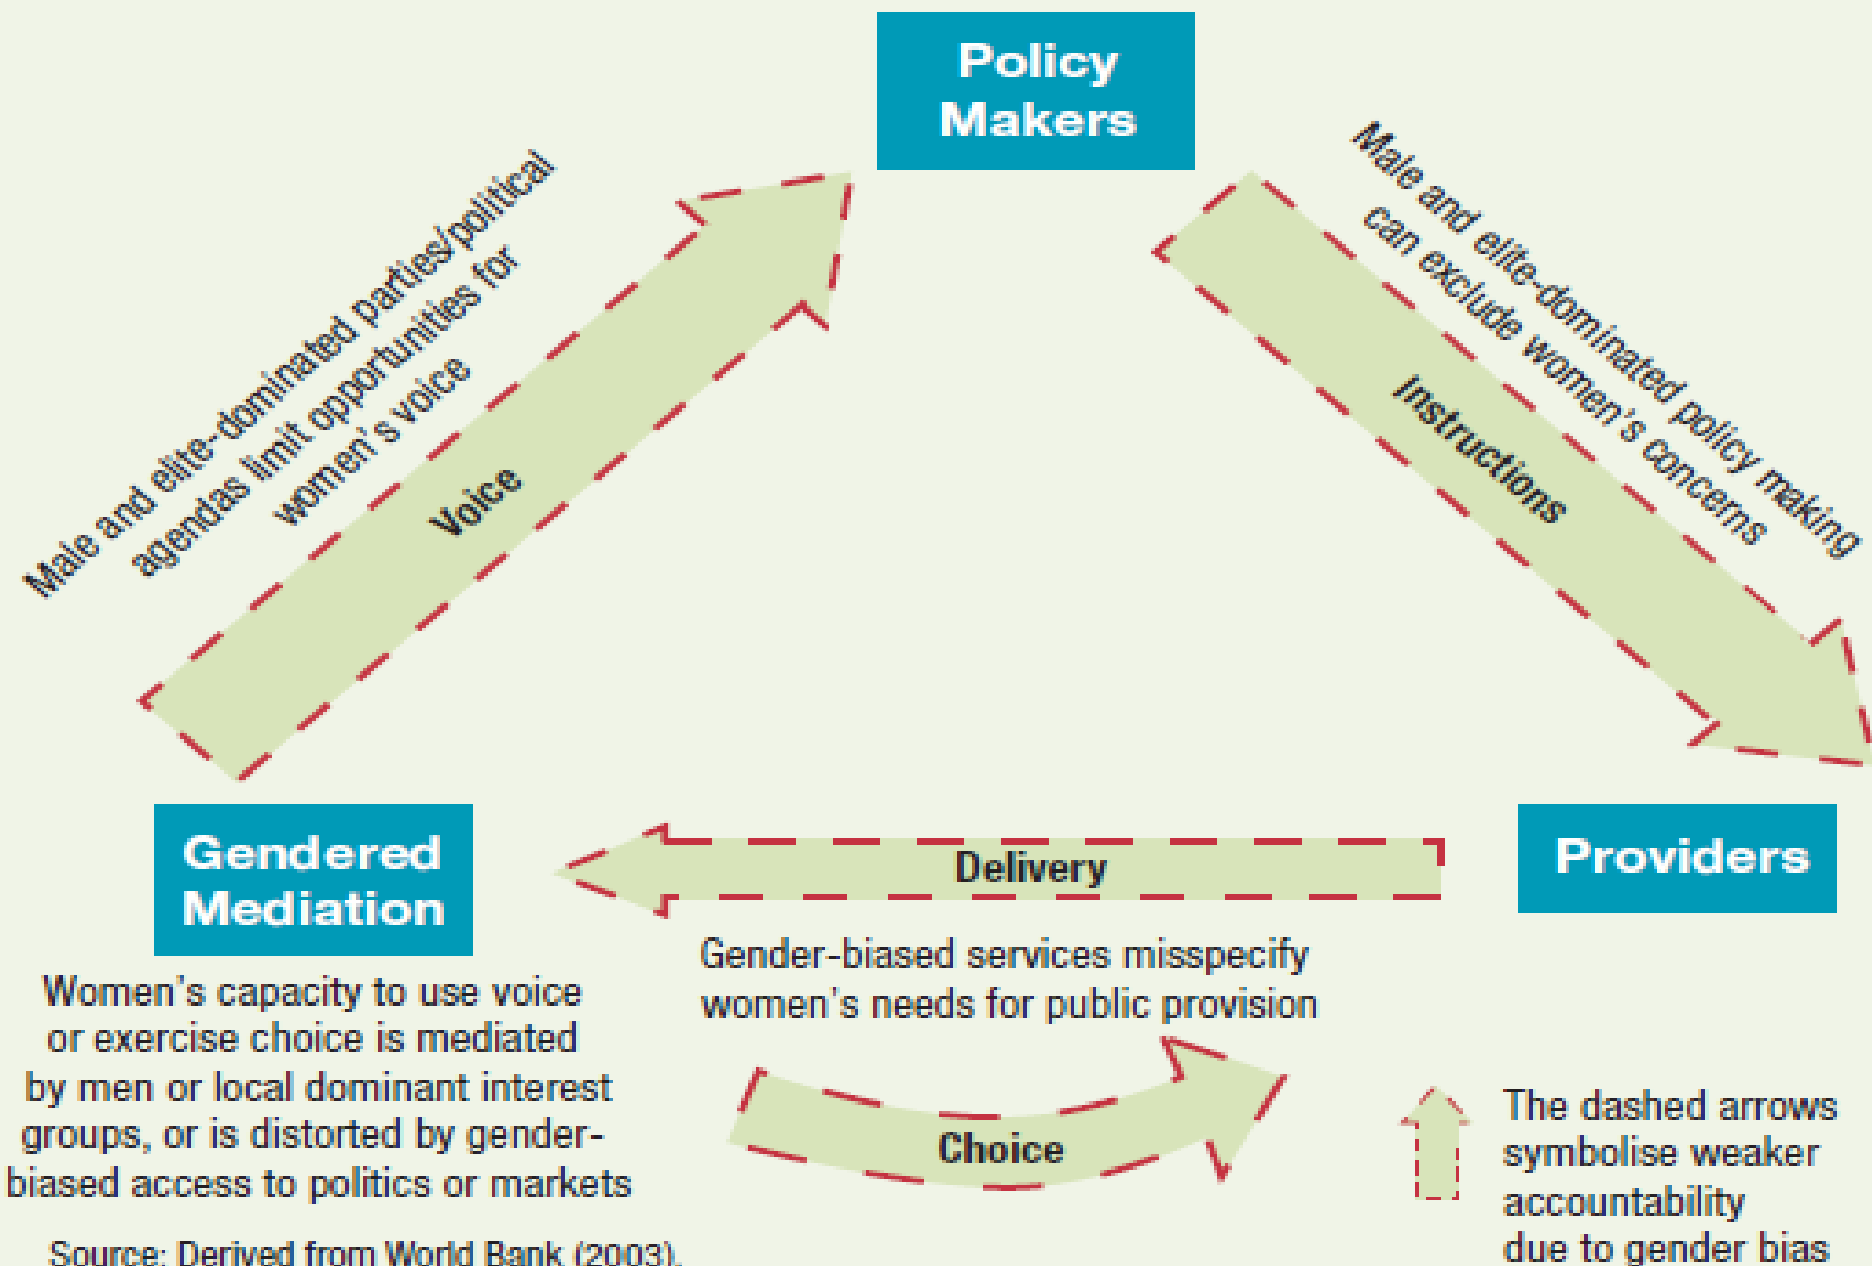 Policy
Makers
Male and elite-dominated parties/political
agendas limit opportunities for
women's voice
Voice
Male and elite-dominated policy making
can exclude women's concerns
Instructions
Gendered
Mediation
Women's capacity to use voice
or exercise choice is mediated
by men or local dominant interest
groups, or is distorted by gender-
biased access to politics or markets
Delivery
Gender-biased services misspecify
women's needs for public provision
Choice
Providers
The dashed arrows
symbolise weaker
accountability
due to gender bias
Source: Derived from World Bank (2003).